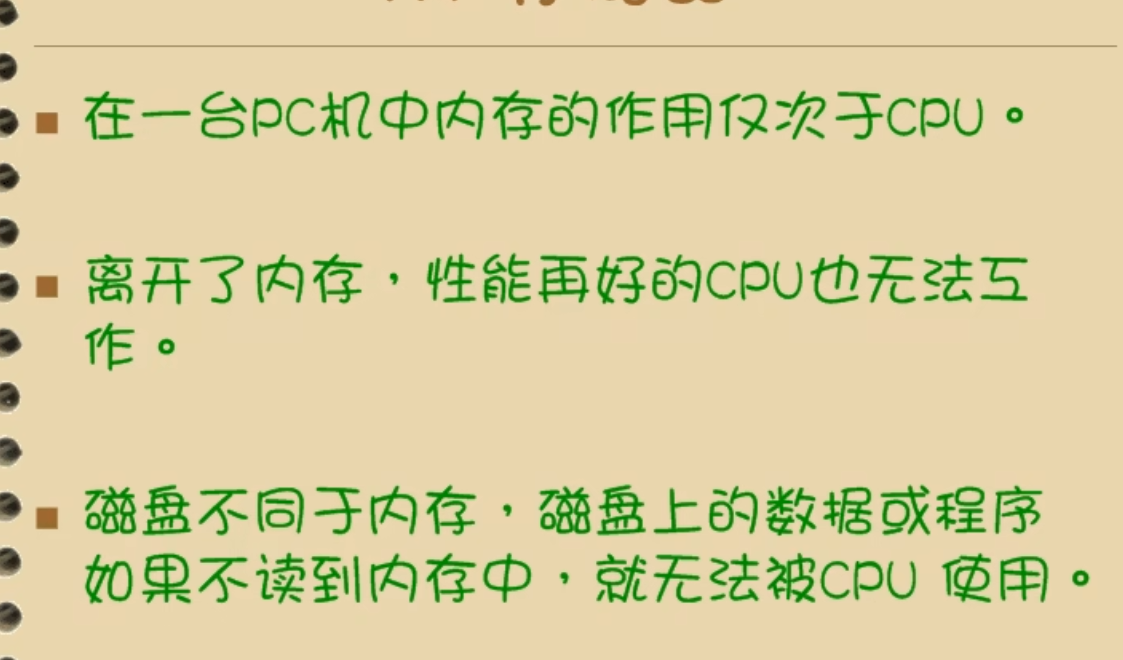 在一台PC机中内存的作用仅次于CPU。
离开了内存，性能再好的CPU也无法工
作。
磁盘不同于内存，磁盘上的数据或程序
如果不读到内存中，就无法被CPU 使用。